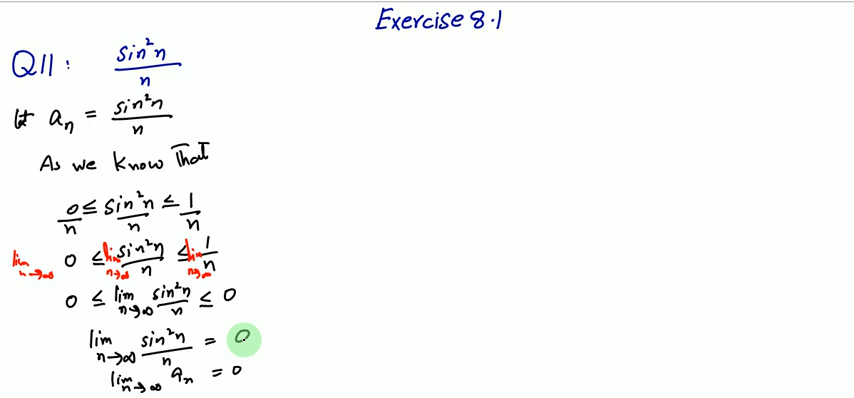 Exercise 8.1
Q11: sin²n/n
let aₙ = sin²n/n
As we know That
0/n ≤ sin²n/n ≤ 1/n
lim n→∞ 0 ≤ lim n→∞ sin²n/n ≤ lim n→∞ 1/n
0 ≤ lim n→∞ sin²n/n ≤ 0
lim n→∞ sin²n/n = 0
lim n→∞ aₙ = 0